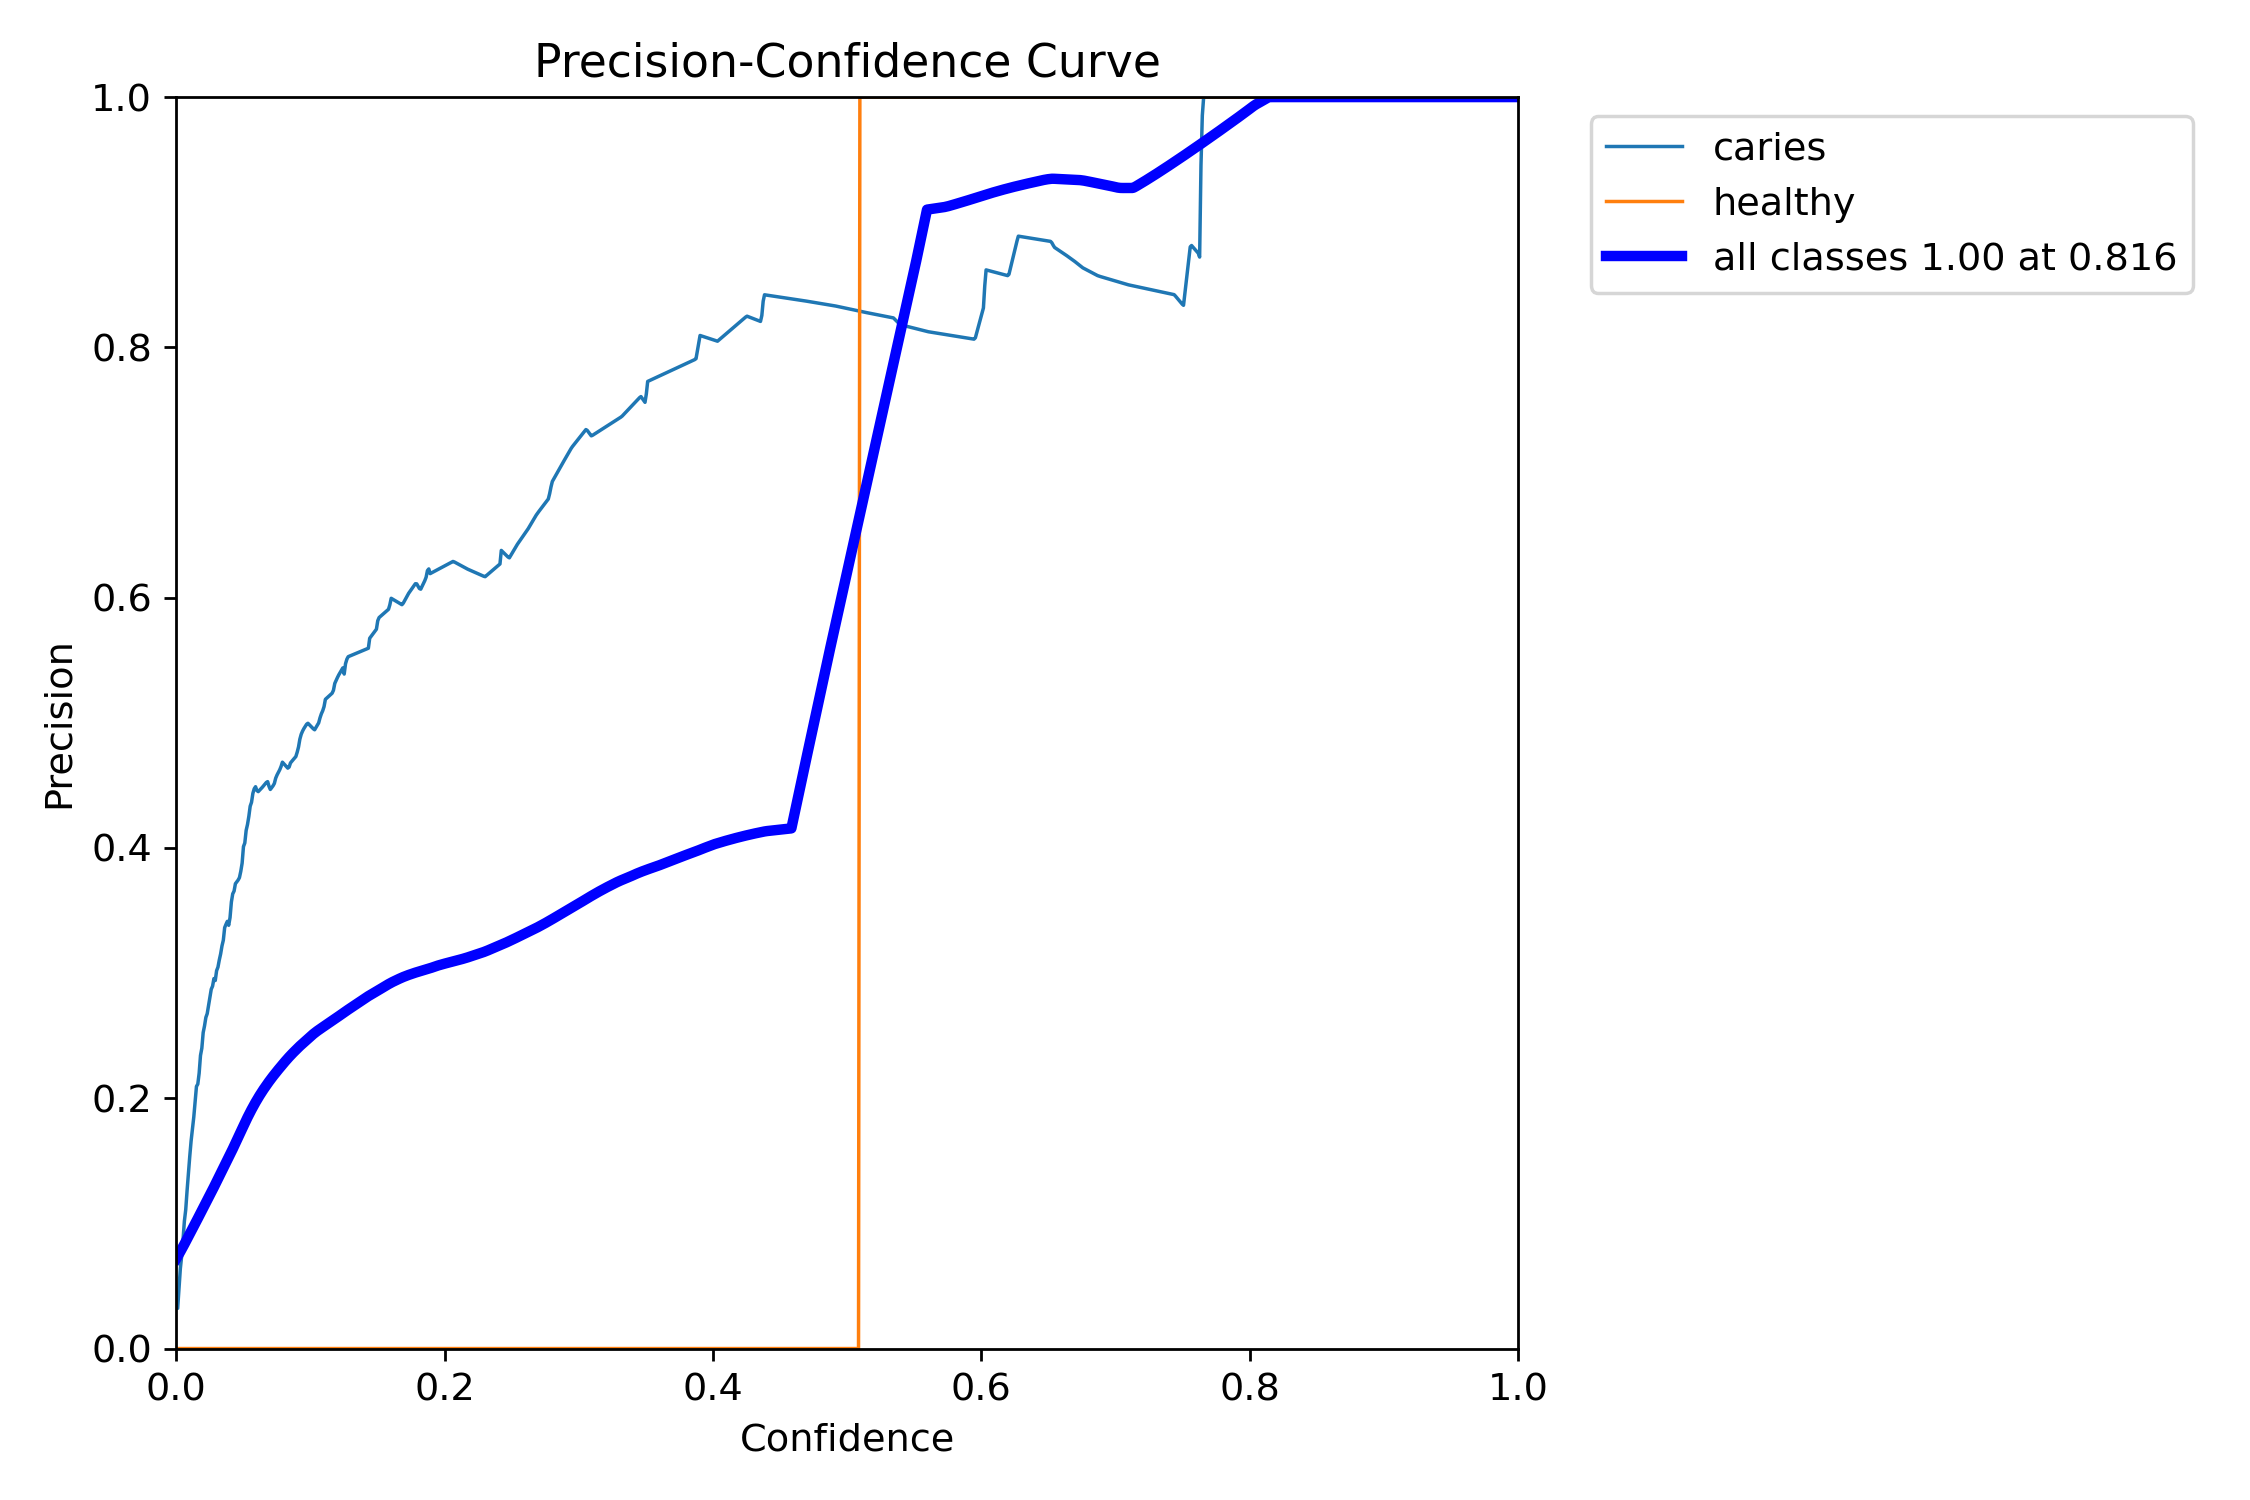 Precision-Confidence Curve
1.0
0.8
0.6
0.4
0.2
0.0
Precision
0.0 0.2 0.4 0.6 0.8 1.0
Confidence
caries
healthy
all classes 1.00 at 0.816